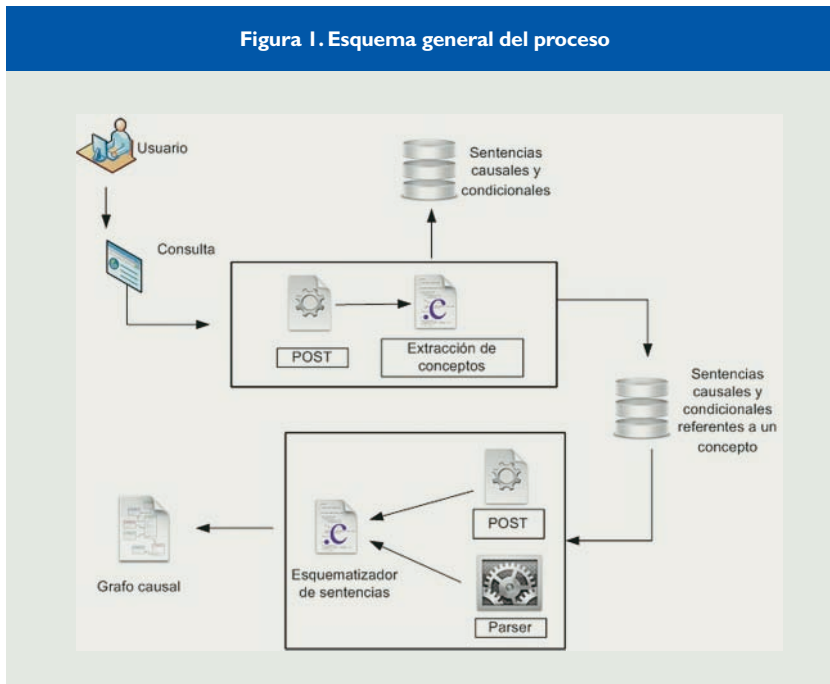 Figura 1. Esquema general del proceso
Usuario
Sentencias
causales y
condicionales
Consulta
.c
POST
Extracción de
conceptos
Sentencias
causales y
condicionales
referentes a un
concepto
.c
POST
Esquematizador
de sentencias
Parser
Grafo causal